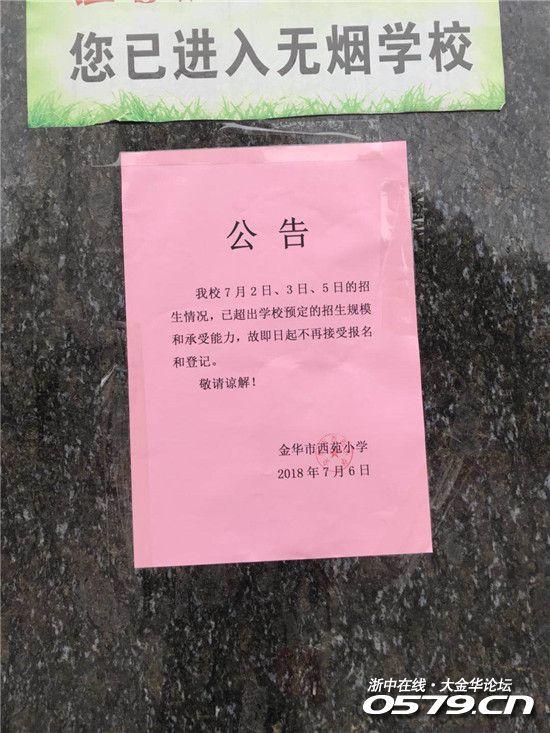 您已进入无烟学校
公 告
我校7月2日、3日、5日的招
生情况，已超出学校预定的招生规模
和承受能力，故即日起不再接受报名
和登记。
敬请谅解！
金华市西苑小学
2018年7月6日
浙中在线·大金华论坛
0579.cn